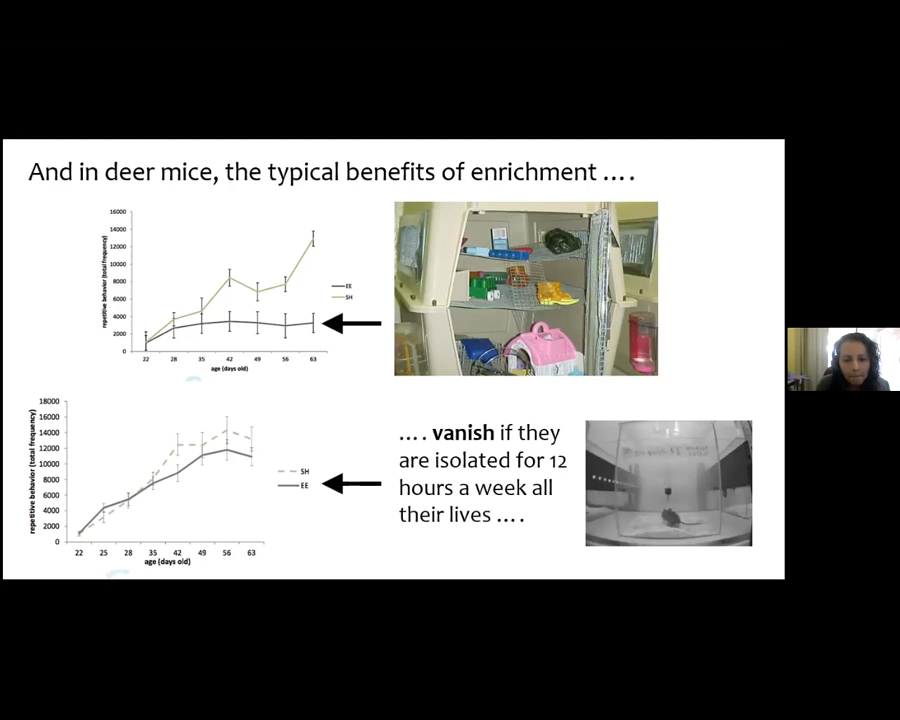 And in deer mice, the typical benefits of enrichment ....
16000
14000
12000
10000
8000
6000
4000
2000
0
repetitive behavior (total frequency)
22 28 35 42 49 56 63
age (days old)
EE
SH
18000
16000
14000
12000
10000
8000
6000
4000
2000
0
repetitive behavior (total frequency)
22 25 28 35 42 49 56 63
age (days old)
SH
EE
.... vanish if they
are isolated for 12
hours a week all
their lives ....